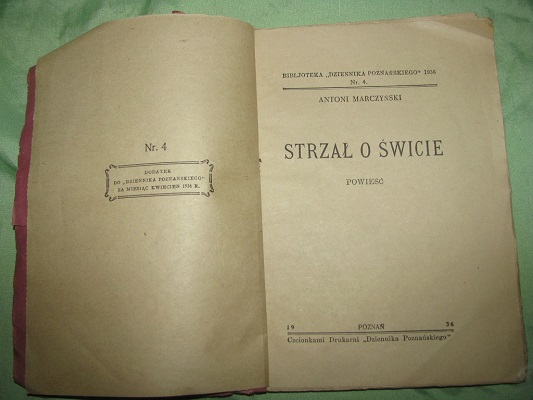 Nr. 4
DODATEK
DO „DZIENNIKA POZNAŃSKIEGO"
ZA MIESIĄC KWIECIEŃ 1936 R.
BIBLJOTEKA „DZIENNIKA POZNAŃSKIEGO" 1936
Nr. 4.
ANTONI MARCZYŃSKI
STRZAŁ O ŚWICIE
POWIEŚĆ
19 POZNAŃ 36
Czcionkami Drukarni „Dziennika Poznańskiego"